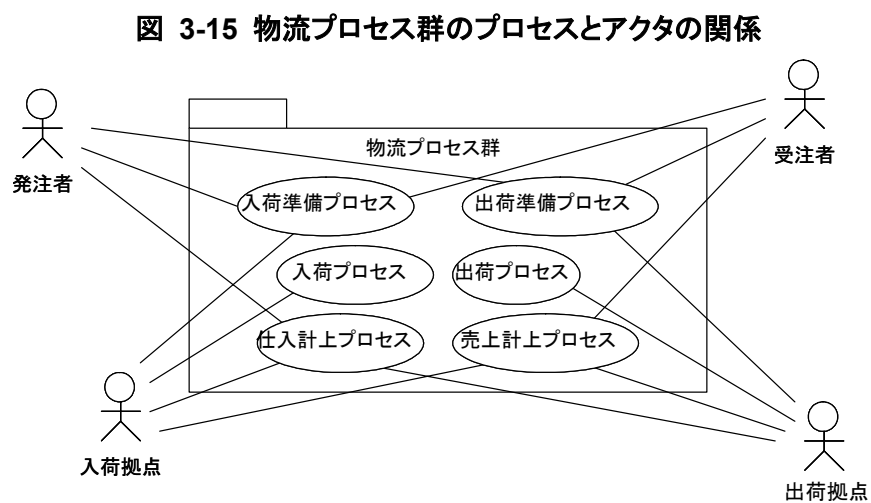 図 3-15 物流プロセス群のプロセスとアクタの関係
物流プロセス群
発注者
受注者
入荷準備プロセス
出荷準備プロセス
入荷プロセス
出荷プロセス
仕入計上プロセス
売上計上プロセス
入荷拠点
出荷拠点